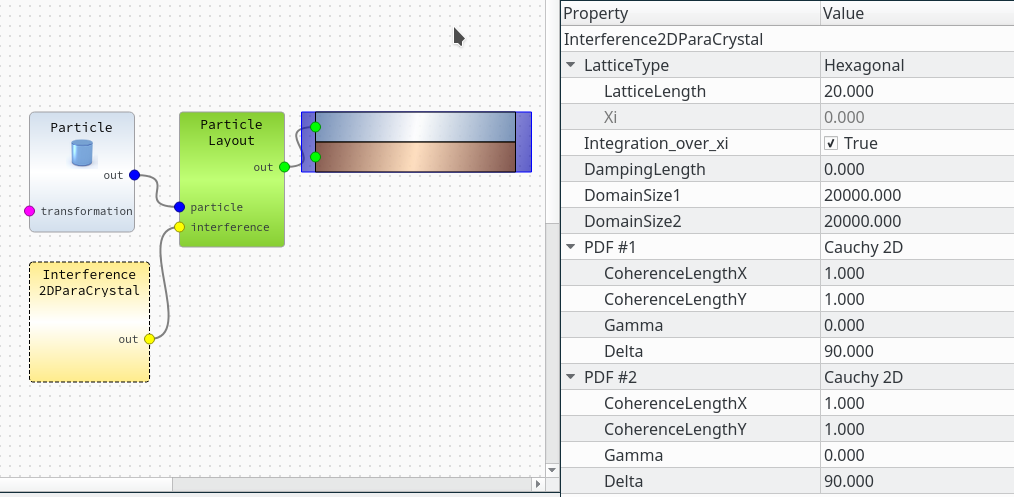 Particle
out
transformation
Particle
Layout
out
particle
interference
Interference
2DParaCrystal
out
Property Value
Interference2DParaCrystal
LatticeType Hexagonal
LatticeLength 20.000
Xi 0.000
Integration_over_xi True
DampingLength 0.000
DomainSize1 20000.000
DomainSize2 20000.000
PDF #1 Cauchy 2D
CoherenceLengthX 1.000
CoherenceLengthY 1.000
Gamma 0.000
Delta 90.000
PDF #2 Cauchy 2D
CoherenceLengthX 1.000
CoherenceLengthY 1.000
Gamma 0.000
Delta 90.000